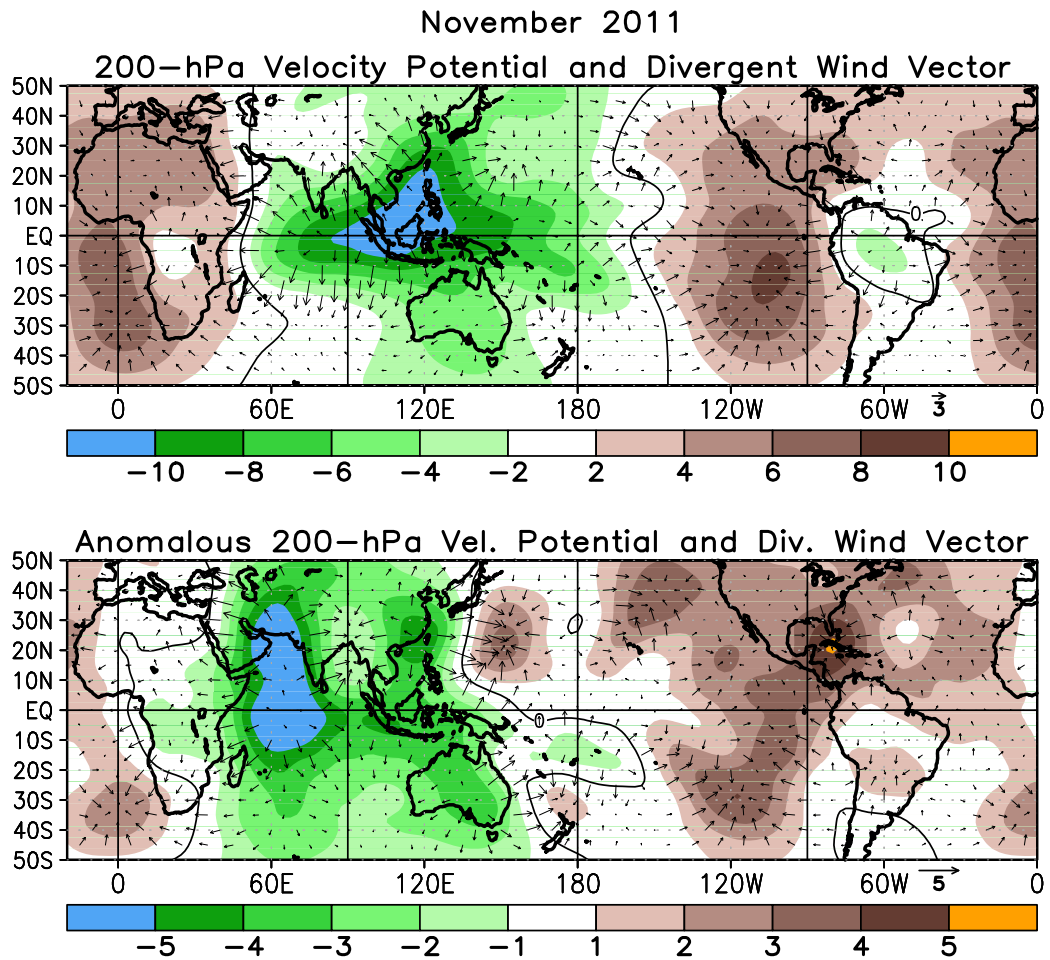 November 2011
200-hPa Velocity Potential and Divergent Wind Vector
50N
40N
30N
20N
10N
EQ
10S
20S
30S
40S
50S
0
0 60E 120E 180 120W 60W 0
3
-10 -8 -6 -4 -2 2 4 6 8 10
Anomalous 200-hPa Vel. Potential and Div. Wind Vector
50N
40N
30N
20N
10N
EQ
10S
20S
30S
40S
50S
0
0
0 60E 120E 180 120W 60W 0
5
-5 -4 -3 -2 -1 1 2 3 4 5